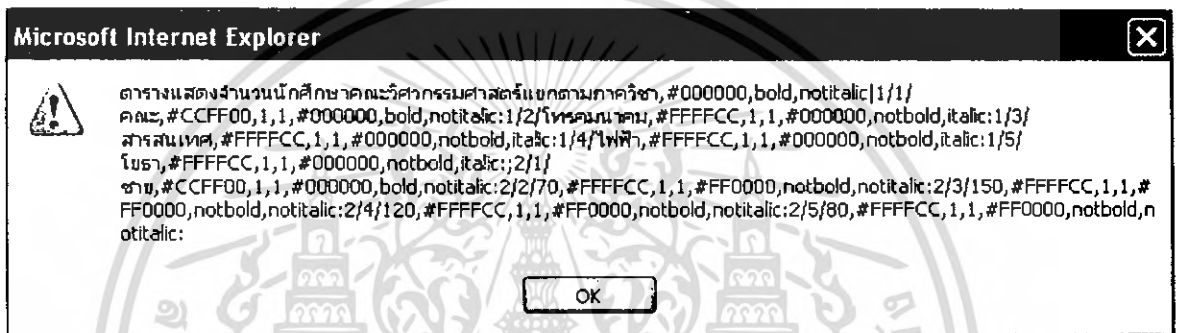 Microsoft Internet Explorer
ตารางแสดงจำนวนนักศึกษาคณะวิศวกรรมศาสตร์แยกตามภาควิชา,#000000,bold,notitalic|1/1/
คณะ,#CCFF00,1,1,#000000,bold,notitalic:1/2/โทรคมนาคม,#FFFFCC,1,1,#000000,notbold,italic:1/3/
สารสนเทศ,#FFFFCC,1,1,#000000,notbold,italic:1/4/ไฟฟ้า,#FFFFCC,1,1,#000000,notbold,italic:1/5/
โยธา,#FFFFCC,1,1,#000000,notbold,italic:;2/1/
ชาย,#CCFF00,1,1,#000000,bold,notitalic:2/2/70,#FFFFCC,1,1,#FF0000,notbold,notitalic:2/3/150,#FFFFCC,1,1,#
FF0000,notbold,notitalic:2/4/120,#FFFFCC,1,1,#FF0000,notbold,notitalic:2/5/80,#FFFFCC,1,1,#FF0000,notbold,n
otitalic:
OK